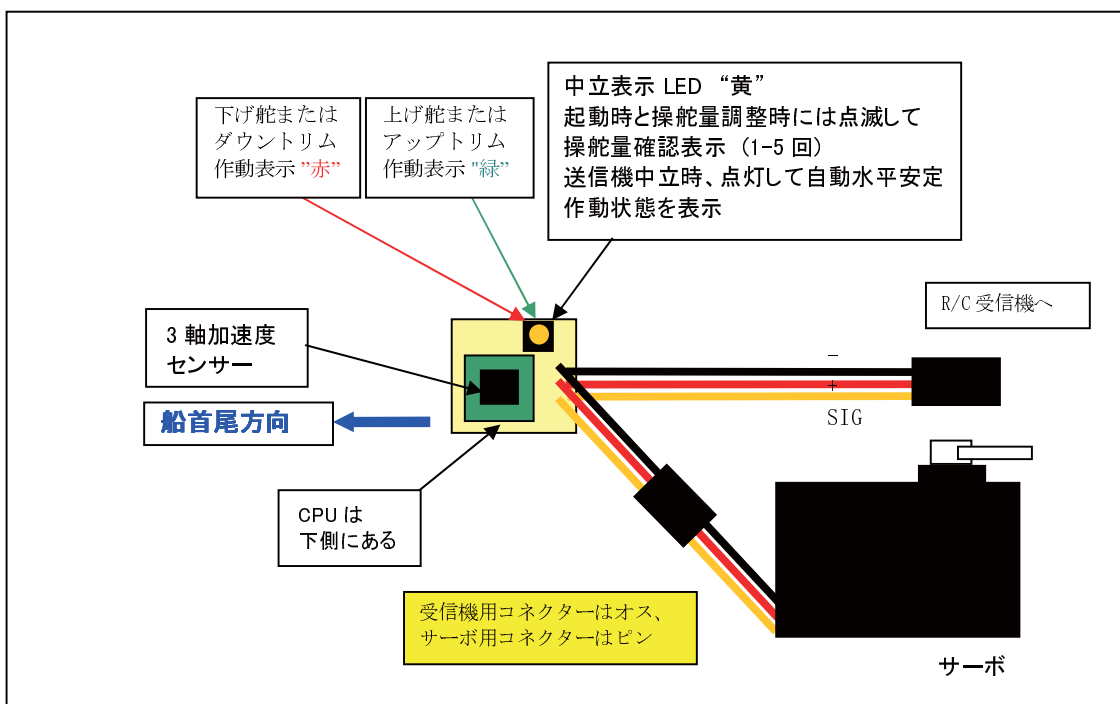 下げ舵または
ダウントリム
作動表示 ”赤”
上げ舵または
アップトリム
作動表示 "緑”
中立表示 LED “黄”
起動時と操舵量調整時には点滅して
操舵量確認表示 (1-5 回)
送信機中立時、点灯して自動水平安定
作動状態を表示
R/C 受信機へ
3 軸加速度
センサー
船首尾方向
−
+
SIG
CPU は
下側にある
受信機用コネクターはオス、
サーボ用コネクターはピン
サーボ